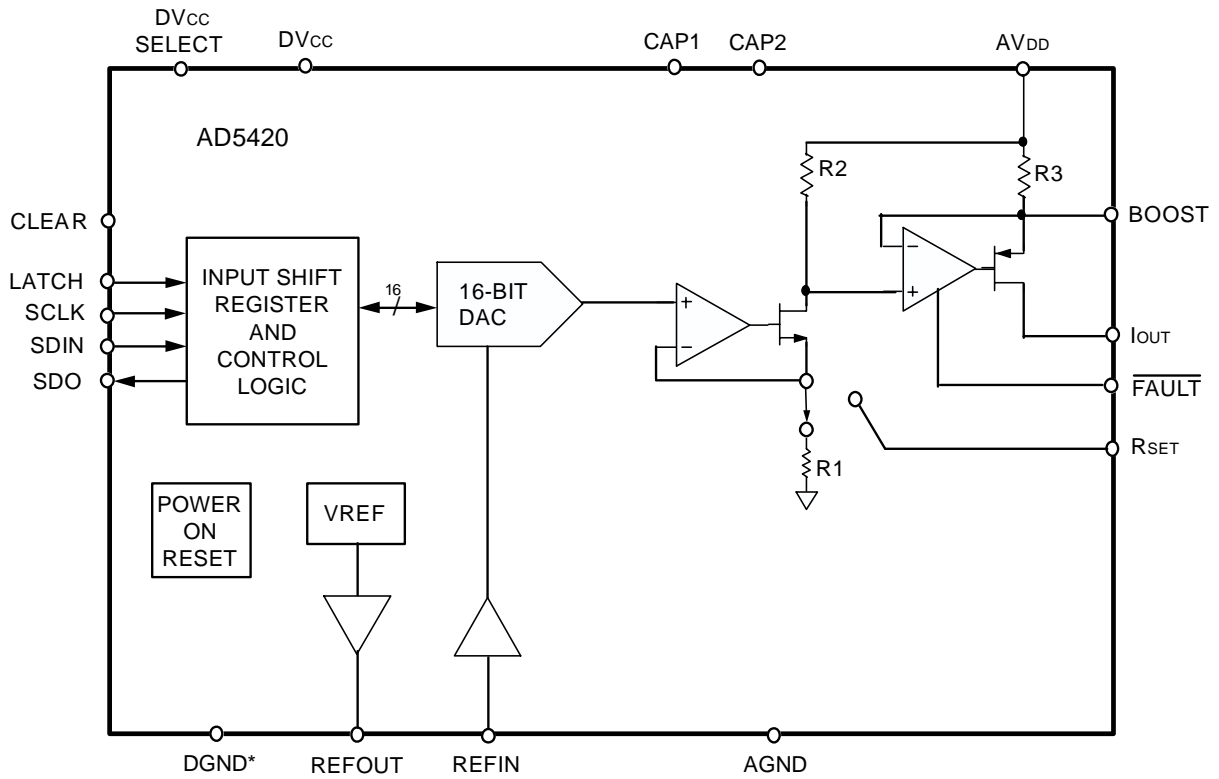 DVCC
SELECT
DVCC
CAP1
CAP2
AVDD
AD5420
R2
R3
CLEAR
BOOST
LATCH
SCLK
SDIN
SDO
INPUT SHIFT
REGISTER
AND
CONTROL
LOGIC
16
16-BIT
DAC
+
−
−
+
IOUT
FAULT
RSET
R1
POWER
ON
RESET
VREF
DGND*
REFOUT
REFIN
AGND